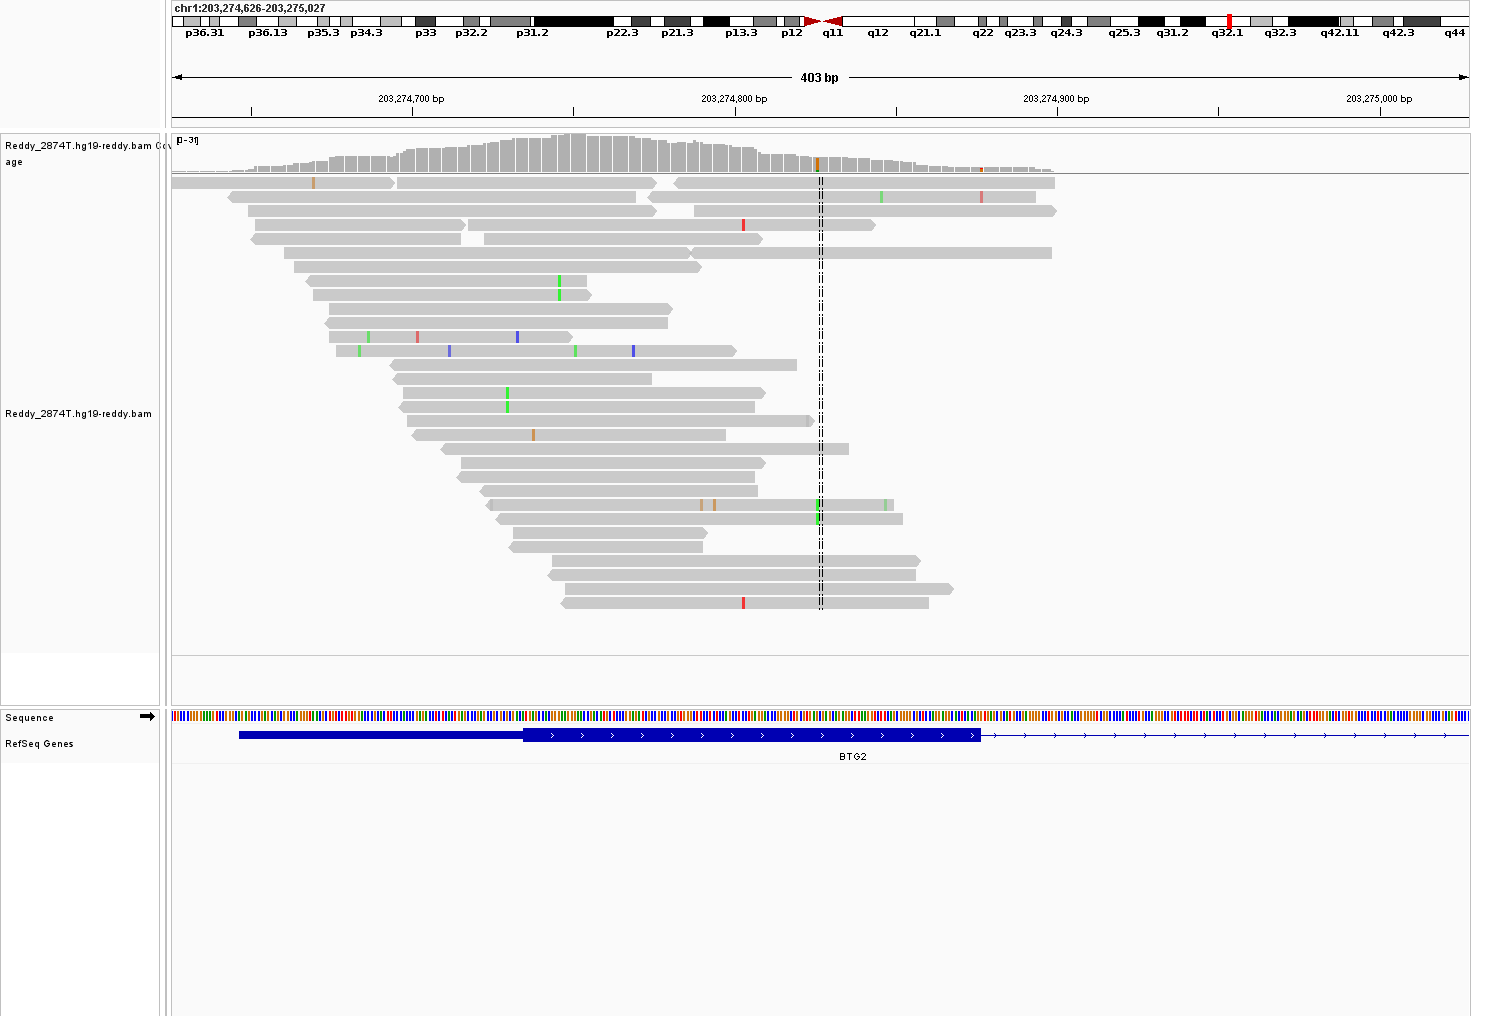 chr1:203,274,626-203,275,027
p36.31 p36.13 p35.3 p34.3 p33 p32.2 p31.2 p22.3 p21.3 p13.3 p12 q11 q12 q21.1 q22 q23.3 q24.3 q25.3 q31.2 q32.1 q32.3 q42.11 q42.3 q44
403 bp
203,274,700 bp 203,274,800 bp 203,274,900 bp 203,275,000 bp
[0-31]
Reddy_2874T.hg19-reddy.bam Cov
age
Reddy_2874T.hg19-reddy.bam
Sequence
RefSeq Genes
BTG2